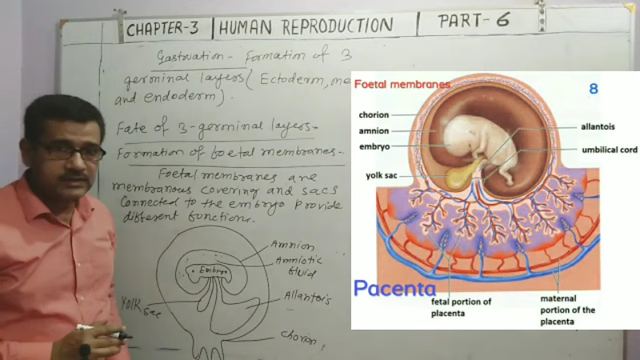 CHAPTER-3 HUMAN REPRODUCTION PART-6
Gastruation - Formation of 3
germinal layers (Ectoderm, me
and endoderm).
Fate of 3-germinal layers-
Formation of foetal membranes-
Foetal membranes are
membranous covering and sacs
connected to the embryo provide
different functions.
Amnion
Amniotic
fluid
Embryo
Allantois
Yolk
sac
Chorion
Foetal membranes
8
chorion
amnion
embryo
yolk sac
allantois
umbilical cord
Pacenta
fetal portion of
placenta
maternal
portion of the
placenta